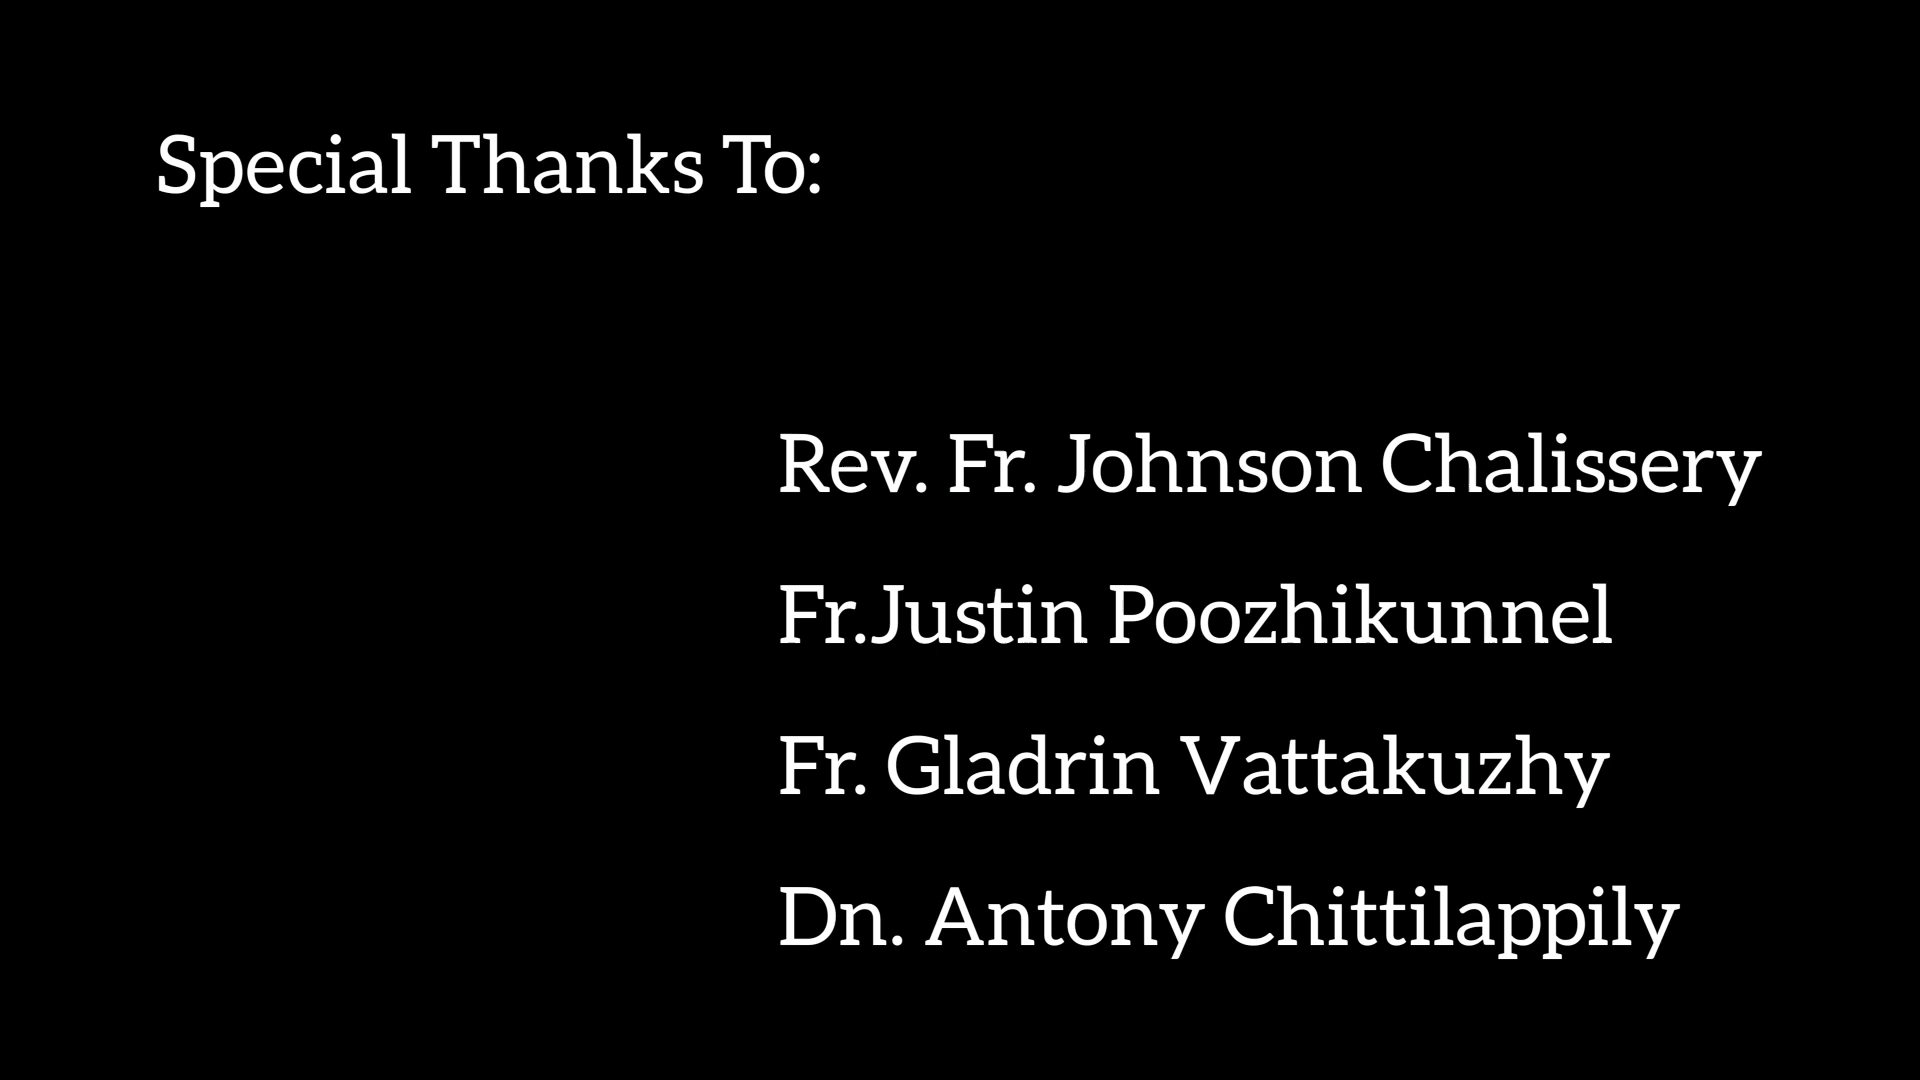 Special Thanks To:
Rev. Fr. Johnson Chalissery
Fr.Justin Poozhikunnel
Fr. Gladrin Vattakuzhy
Dn. Antony Chittilappily